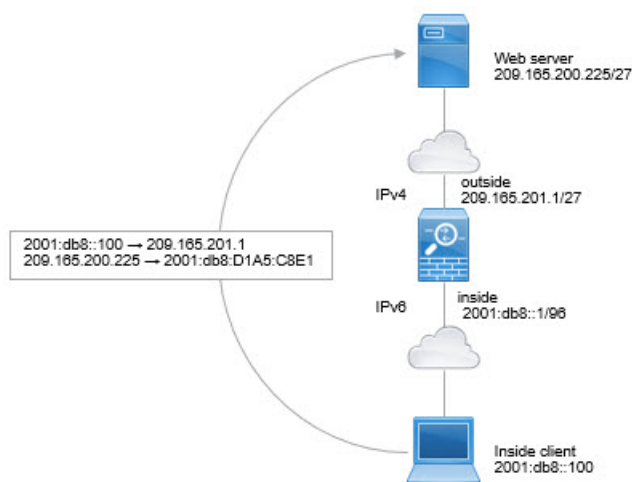 Web server
209.165.200.225/27
IPv4
outside
209.165.201.1/27
2001:db8::100 → 209.165.201.1
209.165.200.225 → 2001:db8:D1A5:C8E1
IPv6
inside
2001:db8::1/96
Inside client
2001:db8::100